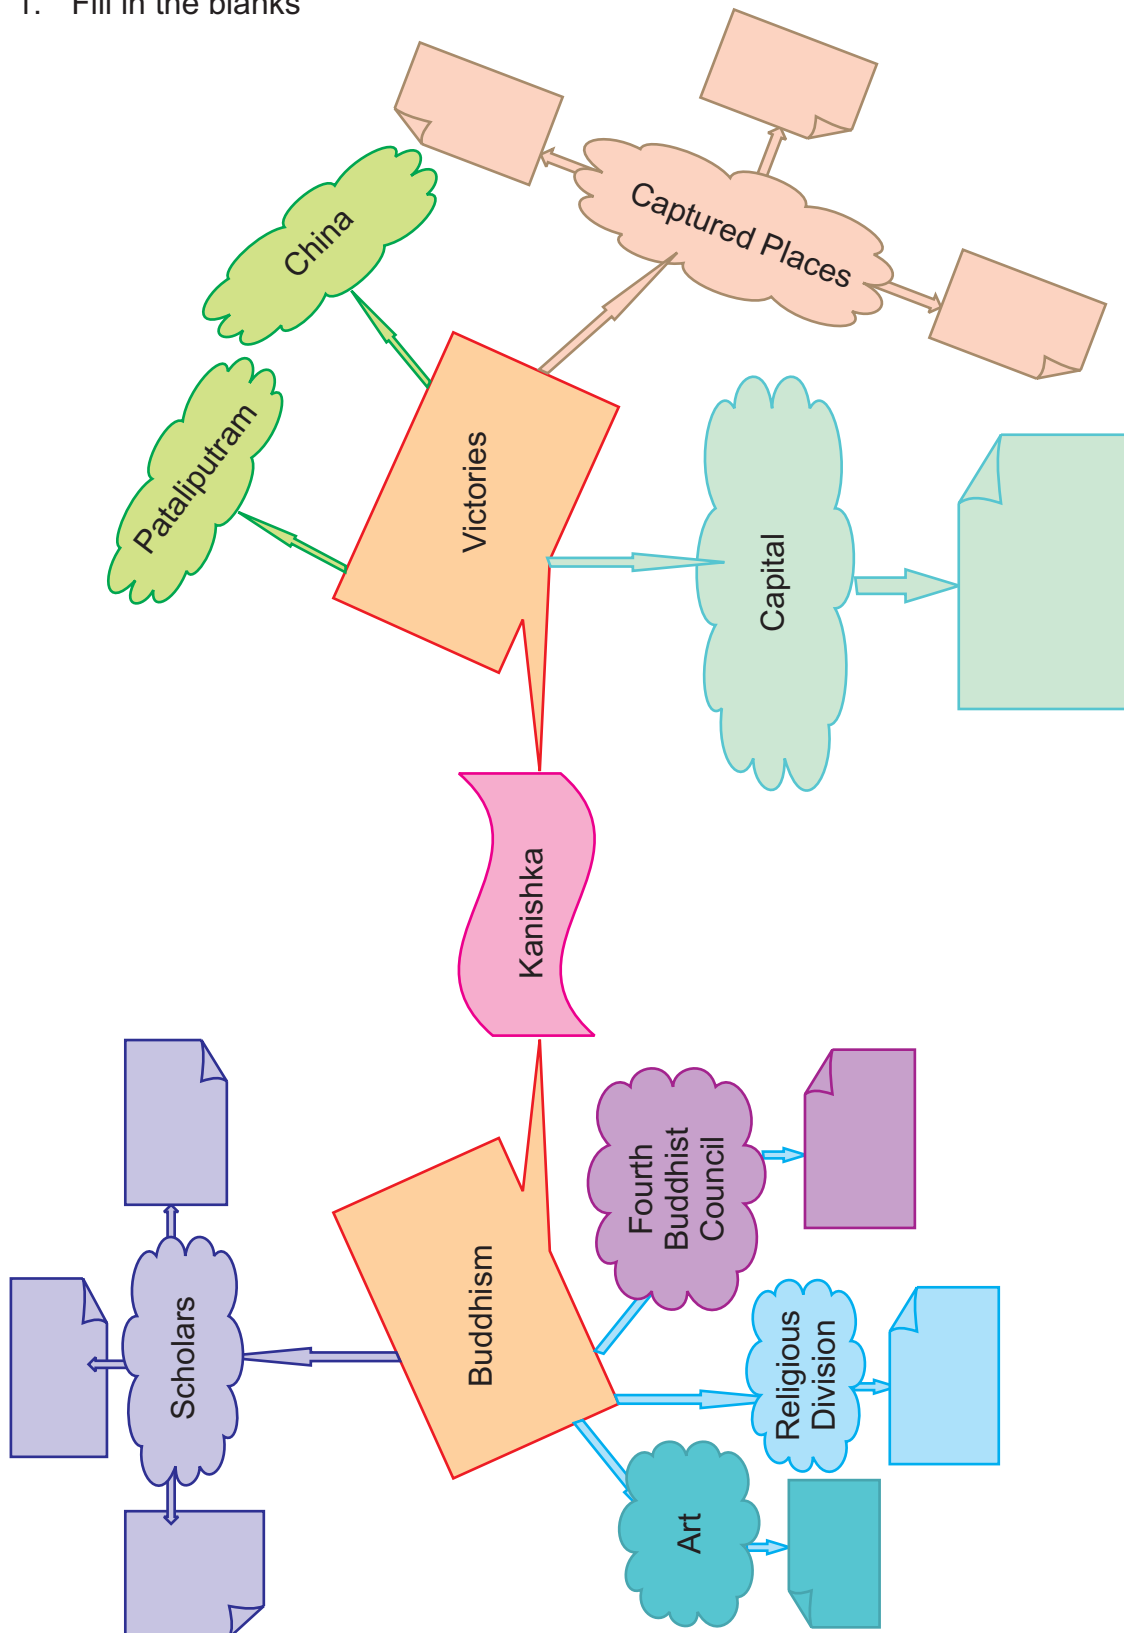 1. Fill in the blanks
China
Pataliputram
Captured Places
Victories
Capital
Kanishka
Fourth
Buddhist
Council
Buddhism
Scholars
Religious
Division
Art